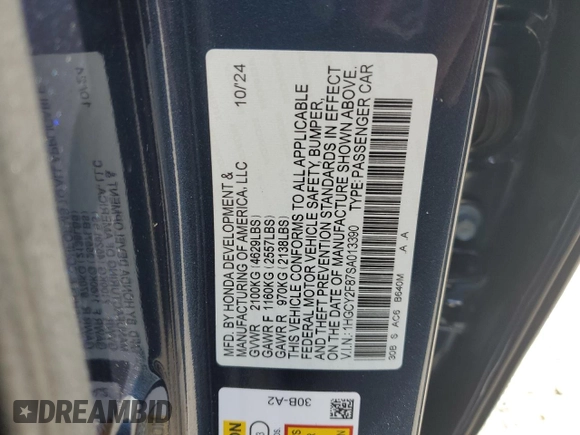 MFD. BY HONDA DEVELOPMENT & 10/24
MANUFACTURING OF AMERICA, LLC
GVWR 2100KG (4629LBS)
GAWR F 1160KG (2557LBS)
GAWR R 970KG (2138LBS)
THIS VEHICLE CONFORMS TO ALL APPLICABLE
FEDERAL MOTOR VEHICLE SAFETY, BUMPER,
AND THEFT PREVENTION STANDARDS IN EFFECT
ON THE DATE OF MANUFACTURE SHOWN ABOVE.
V.I.N.: 1HGCY2F87SA013390 TYPE: PASSENGER CAR
30B S AC6 B640M A A
30B-A2
DREAMBID